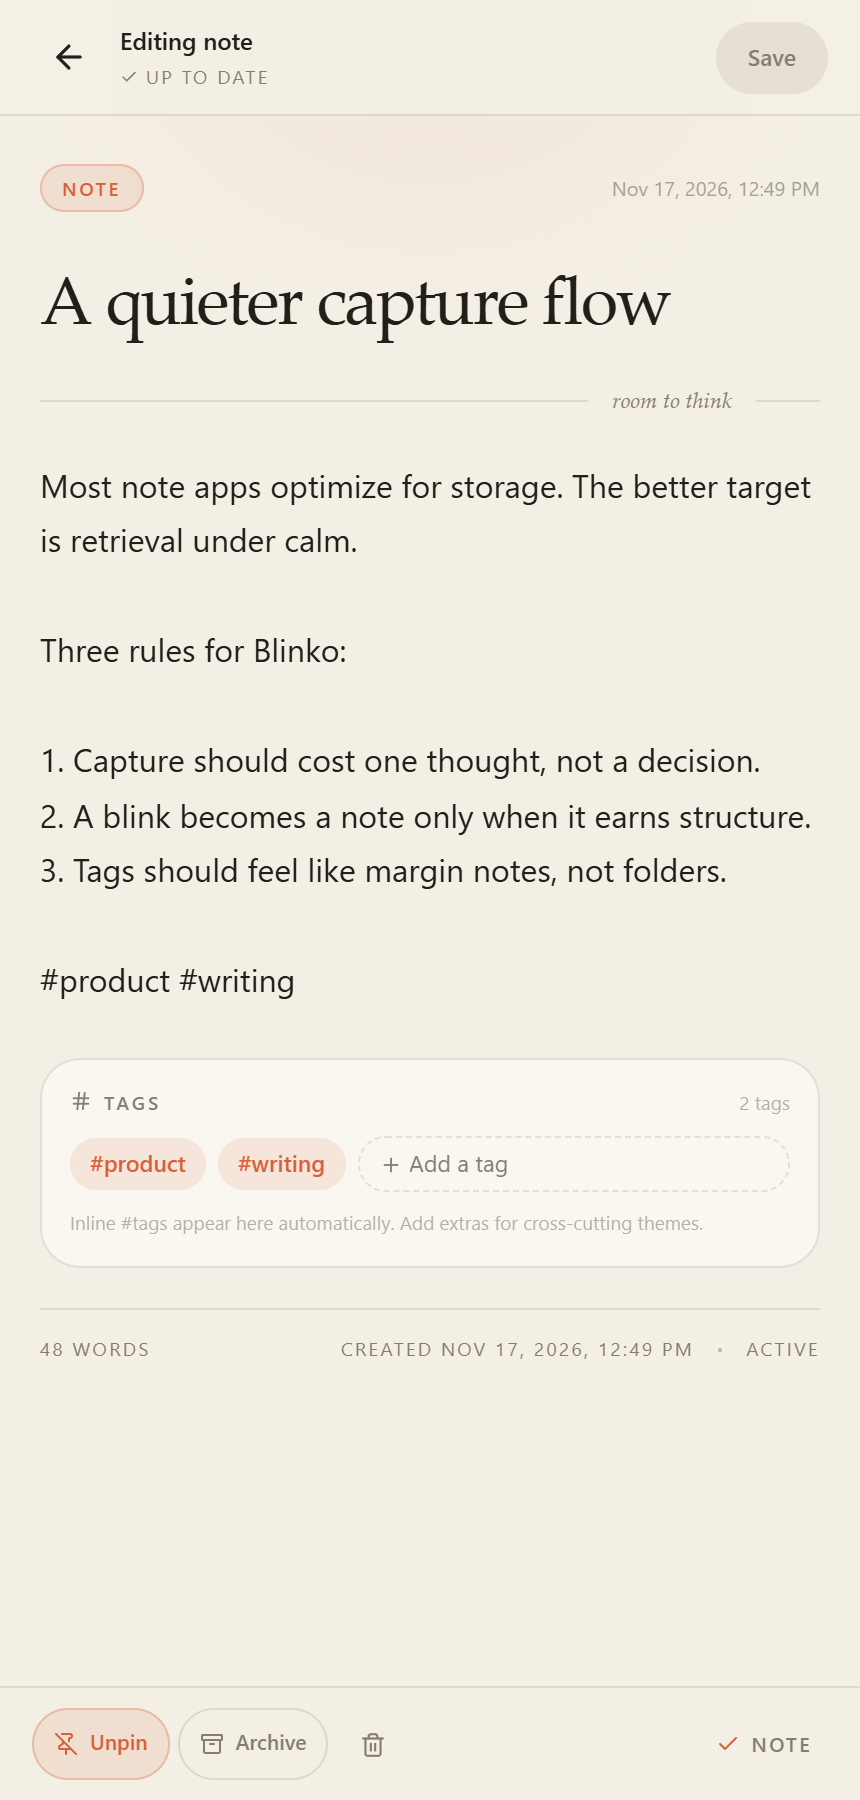 Editing note
UP TO DATE
Save
NOTE
Nov 17, 2026, 12:49 PM
A quieter capture flow
room to think
Most note apps optimize for storage. The better target
is retrieval under calm.
Three rules for Blinko:
1. Capture should cost one thought, not a decision.
2. A blink becomes a note only when it earns structure.
3. Tags should feel like margin notes, not folders.
#product #writing
# TAGS
2 tags
#product #writing + Add a tag
Inline #tags appear here automatically. Add extras for cross-cutting themes.
48 WORDS
CREATED NOV 17, 2026, 12:49 PM • ACTIVE
Unpin Archive
NOTE